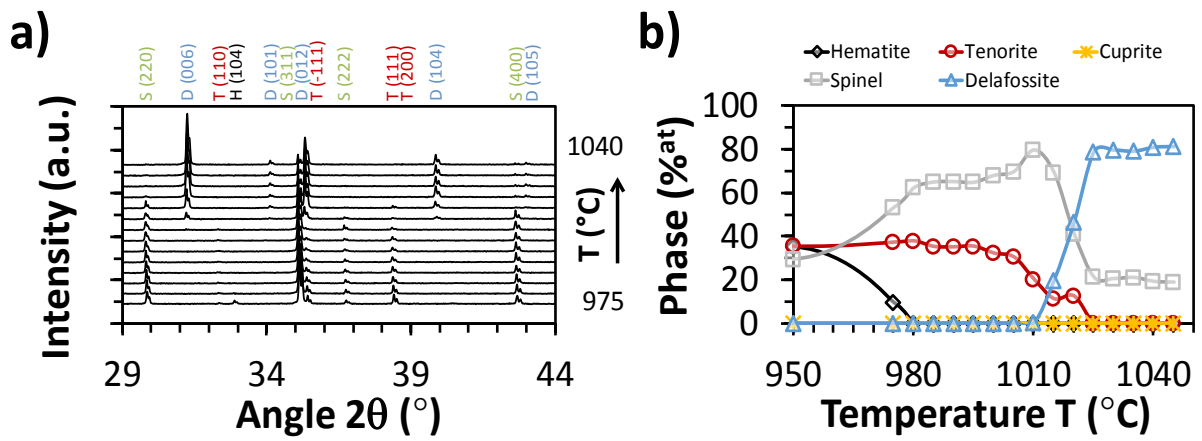 a)
S (220)
D (006)
T (110)
H (104)
D (101)
S (311)
D (012)
T (-111)
S (222)
T (111)
T (200)
D (104)
S (400)
D (105)
Intensity (a.u.)
1040
T (°C)
975
29 34 39 44
Angle 2θ (°)
b)
Hematite Tenorite Cuprite
Spinel Delafossite
Phase (%at)
100
80
60
40
20
0
950 980 1010 1040
Temperature T (°C)